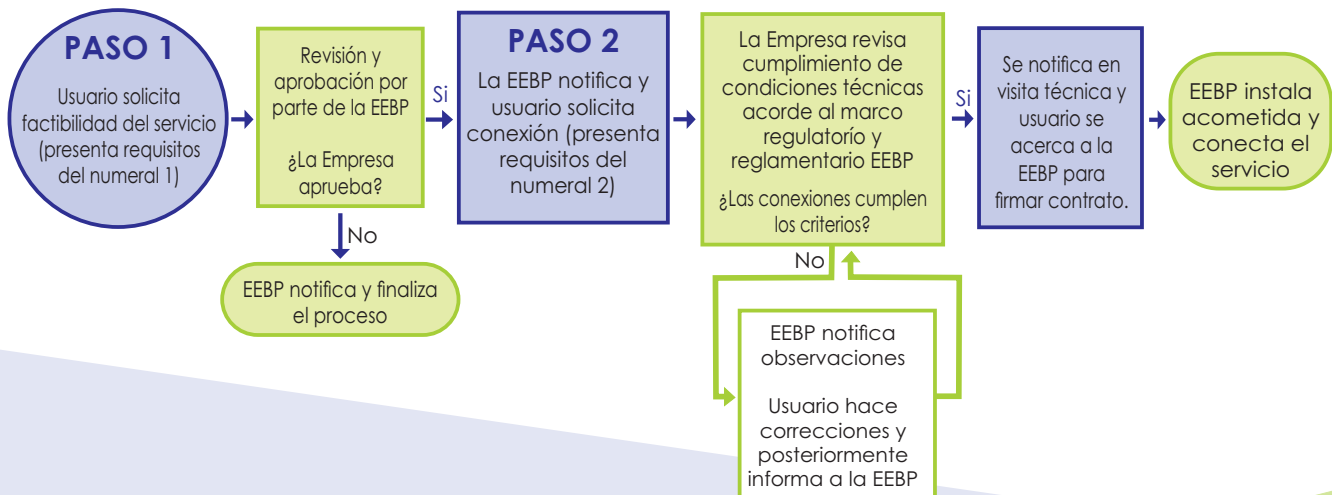 PASO 1
Usuario solicita
factibilidad del servicio
(presenta requisitos
del numeral 1)
Revisión y
aprobación por
parte de la EEBP
¿La Empresa
aprueba?
Si
No
EEBP notifica y finaliza
el proceso
PASO 2
La EEBP notifica y
usuario solicita
conexión (presenta
requisitos del
numeral 2)
La Empresa revisa
cumplimiento de
condiciones técnicas
acorde al marco
regulatorío y
reglamentario EEBP
¿Las conexiones cumplen
los criterios?
Si
No
EEBP notifica
observaciones
Usuario hace
correcciones y
posteriormente
informa a la EEBP
Se notifica en
visita técnica y
usuario se
acerca a la
EEBP para
firmar contrato.
EEBP instala
acometida y
conecta el
servicio